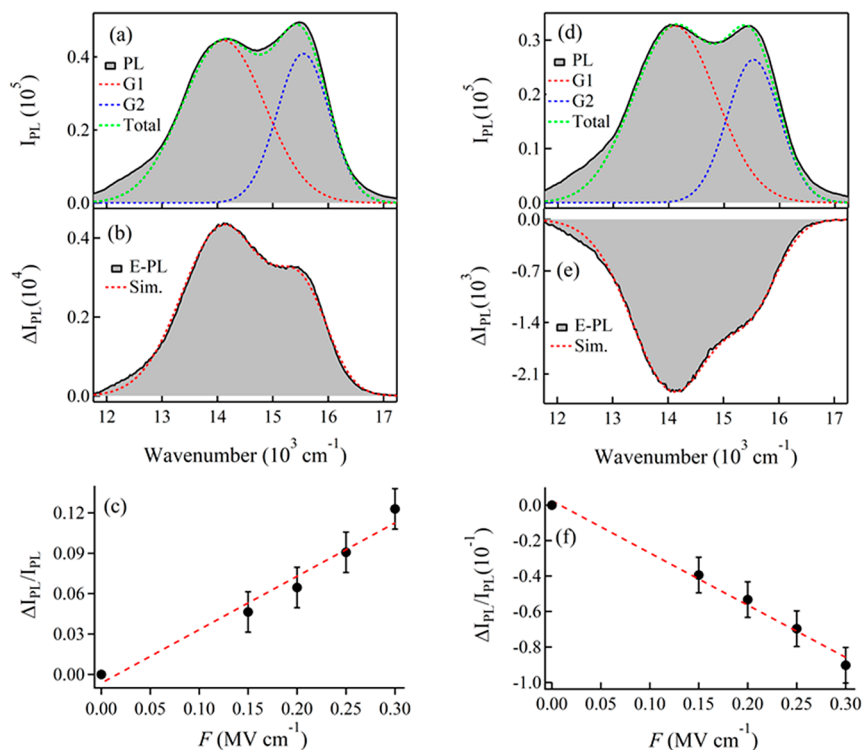 (a)
PL
G1
G2
Total
I_PL (10^5)
0.4
0.2
0.0
(b)
E-PL
Sim.
ΔI_PL(10^4)
0.4
0.2
0.0
12 13 14 15 16 17
Wavenumber (10^3 cm^-1)
(c)
ΔI_PL/I_PL
0.12
0.09
0.06
0.03
0.00
0.00 0.05 0.10 0.15 0.20 0.25 0.30
F (MV cm^-1)
(d)
PL
G1
G2
Total
I_PL (10^5)
0.3
0.2
0.1
0.0
(e)
E-PL
Sim.
ΔI_PL(10^3)
0.0
-0.7
-1.4
-2.1
12 13 14 15 16 17
Wavenumber (10^3 cm^-1)
(f)
ΔI_PL/I_PL(10^-1)
0.0
-0.2
-0.4
-0.6
-0.8
-1.0
0.00 0.05 0.10 0.15 0.20 0.25 0.30
F (MV cm^-1)